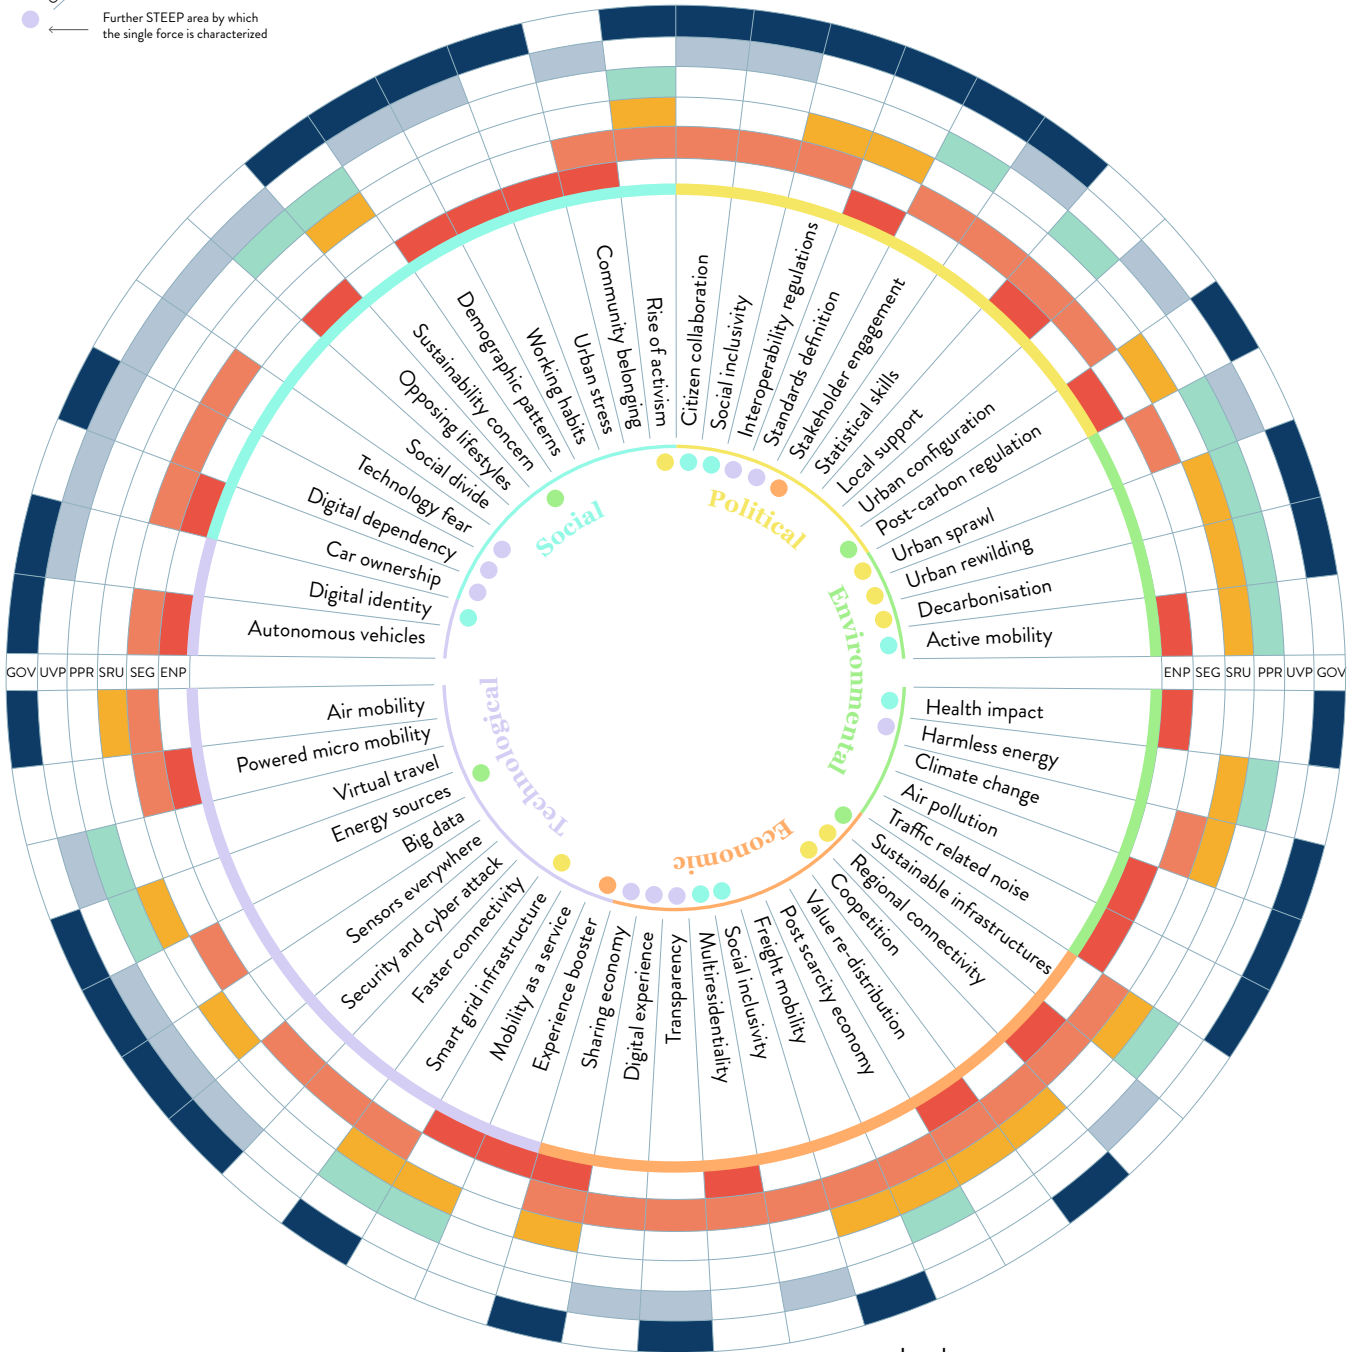 Further STEEP area by which
the single force is characterized
Rise of activism
Community belonging
Urban stress
Working habits
Demographic patterns
Sustainability concern
Opposing lifestyles
Social divide
Technology fear
Digital dependency
Car ownership
Digital identity
Autonomous vehicles
Citizen collaboration
Social inclusivity
Interoperability regulations
Standards definition
Stakeholder engagement
Statistical skills
Local support
Urban configuration
Post-carbon regulation
Urban sprawl
Urban rewilding
Decarbonisation
Active mobility
Social
Political
Environmental
GOV UVP PPR SRU SEG ENP
ENP SEG SRU PPR UVP GOV
Technological
Economic
Air mobility
Powered micro mobility
Virtual travel
Energy sources
Big data
Sensors everywhere
Security and cyber attack
Faster connectivity
Smart grid infrastructure
Mobility as a service
Experience booster
Sharing economy
Digital experience
Transparency
Multiresidentiality
Social inclusivity
Freight mobility
Post scarcity economy
Value re-distribution
Coopetition
Regional connectivity
Sustainable infrastructures
Traffic related noise
Air pollution
Climate change
Harmless energy
Health impact